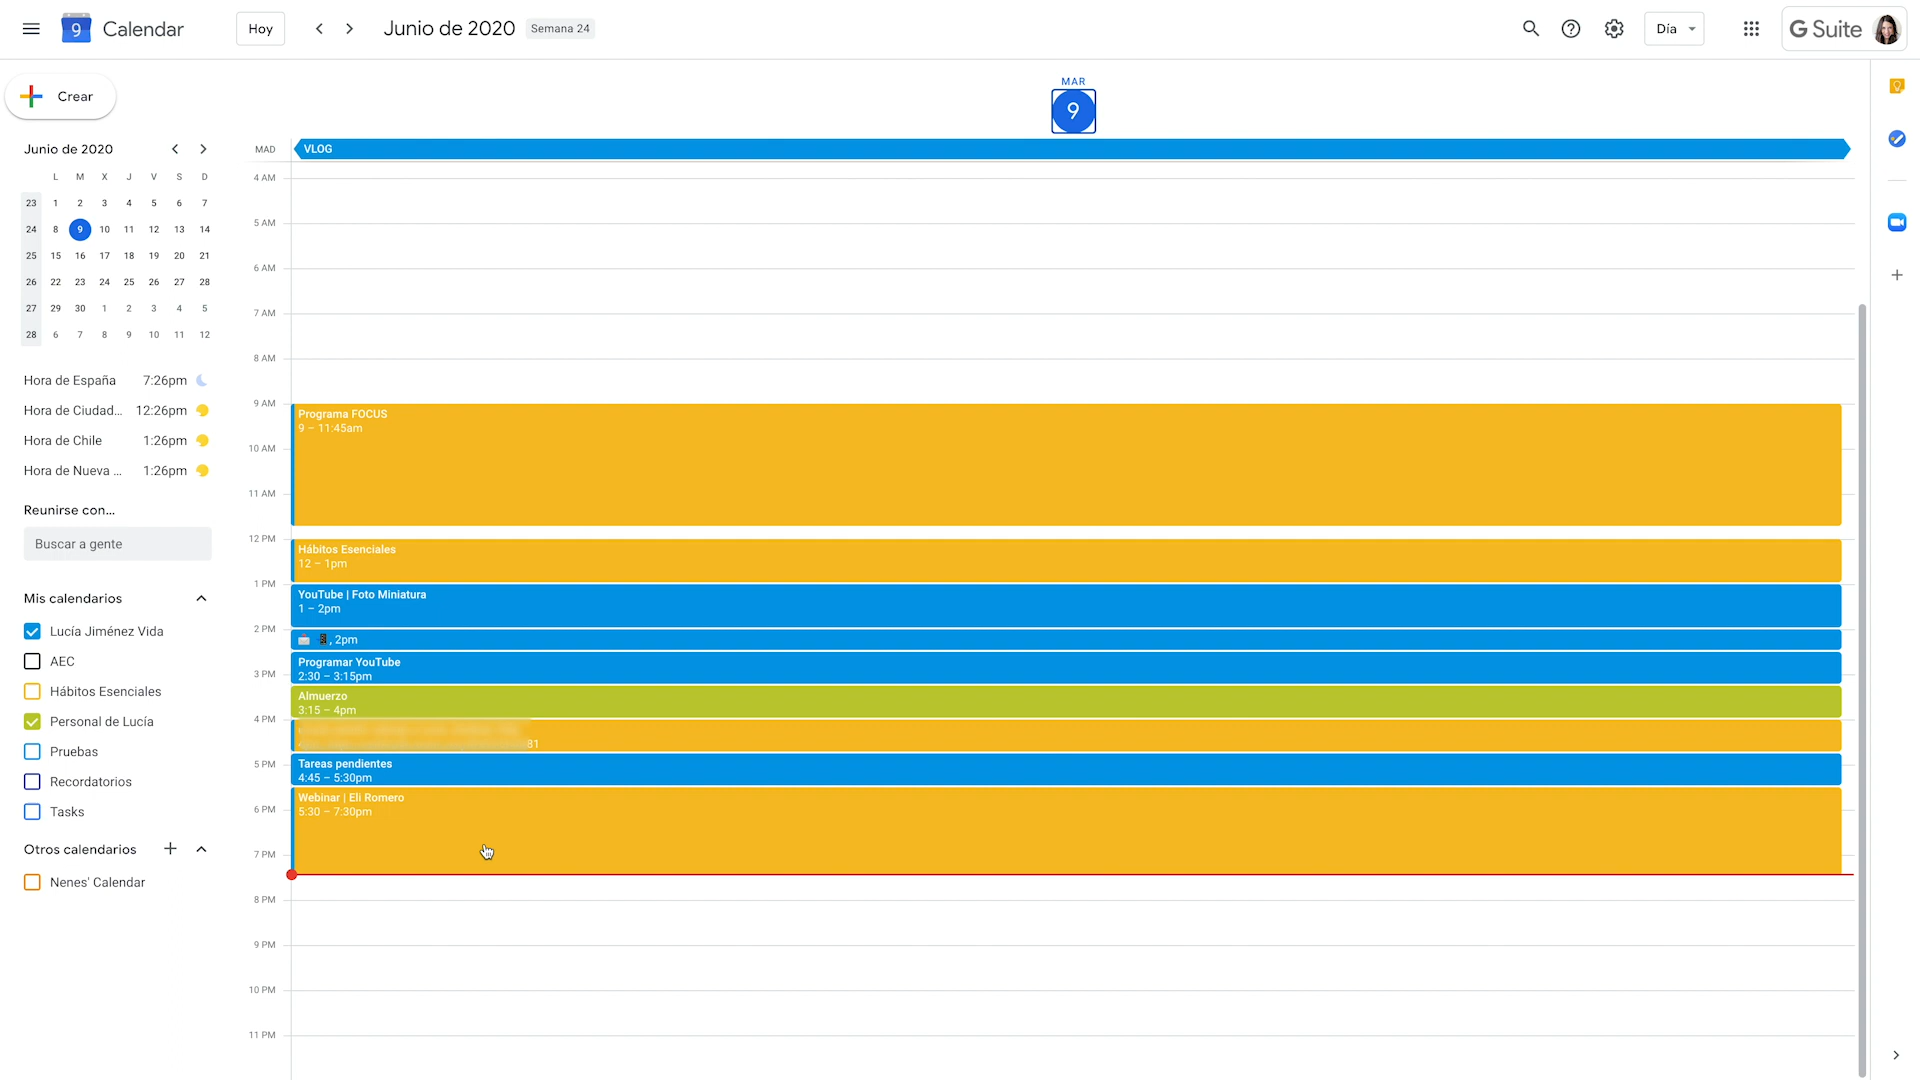 9 Calendar
Hoy
Junio de 2020
Semana 24
Día
G Suite
Crear
MAR
9
Junio de 2020
L M X J V S D
23 1 2 3 4 5 6 7
24 8 9 10 11 12 13 14
25 15 16 17 18 19 20 21
26 22 23 24 25 26 27 28
27 29 30 1 2 3 4 5
28 6 7 8 9 10 11 12
Hora de España 7:26pm
Hora de Ciudad... 12:26pm
Hora de Chile 1:26pm
Hora de Nueva ... 1:26pm
Reunirse con...
Buscar a gente
Mis calendarios
Lucía Jiménez Vida
AEC
Hábitos Esenciales
Personal de Lucía
Pruebas
Recordatorios
Tasks
Otros calendarios
Nenes' Calendar
MAD
VLOG
4 AM
5 AM
6 AM
7 AM
8 AM
9 AM
Programa FOCUS
9 – 11:45am
10 AM
11 AM
12 PM
Hábitos Esenciales
12 – 1pm
1 PM
YouTube | Foto Miniatura
1 – 2pm
2 PM
, 2pm
Programar YouTube
2:30 – 3:15pm
3 PM
Almuerzo
3:15 – 4pm
4 PM
81
Tareas pendientes
4:45 – 5:30pm
5 PM
Webinar | Eli Romero
5:30 – 7:30pm
6 PM
7 PM
8 PM
9 PM
10 PM
11 PM